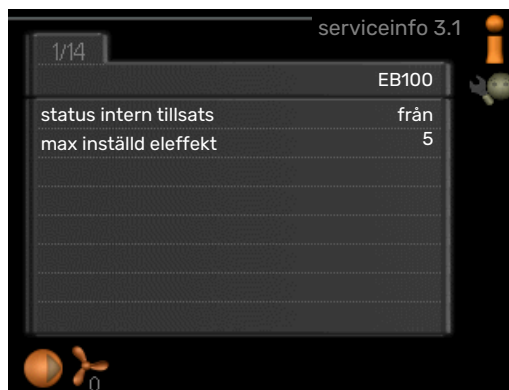 serviceinfo 3.1
1/14
EB100
status intern tillsats från
max inställd eleffekt 5
0